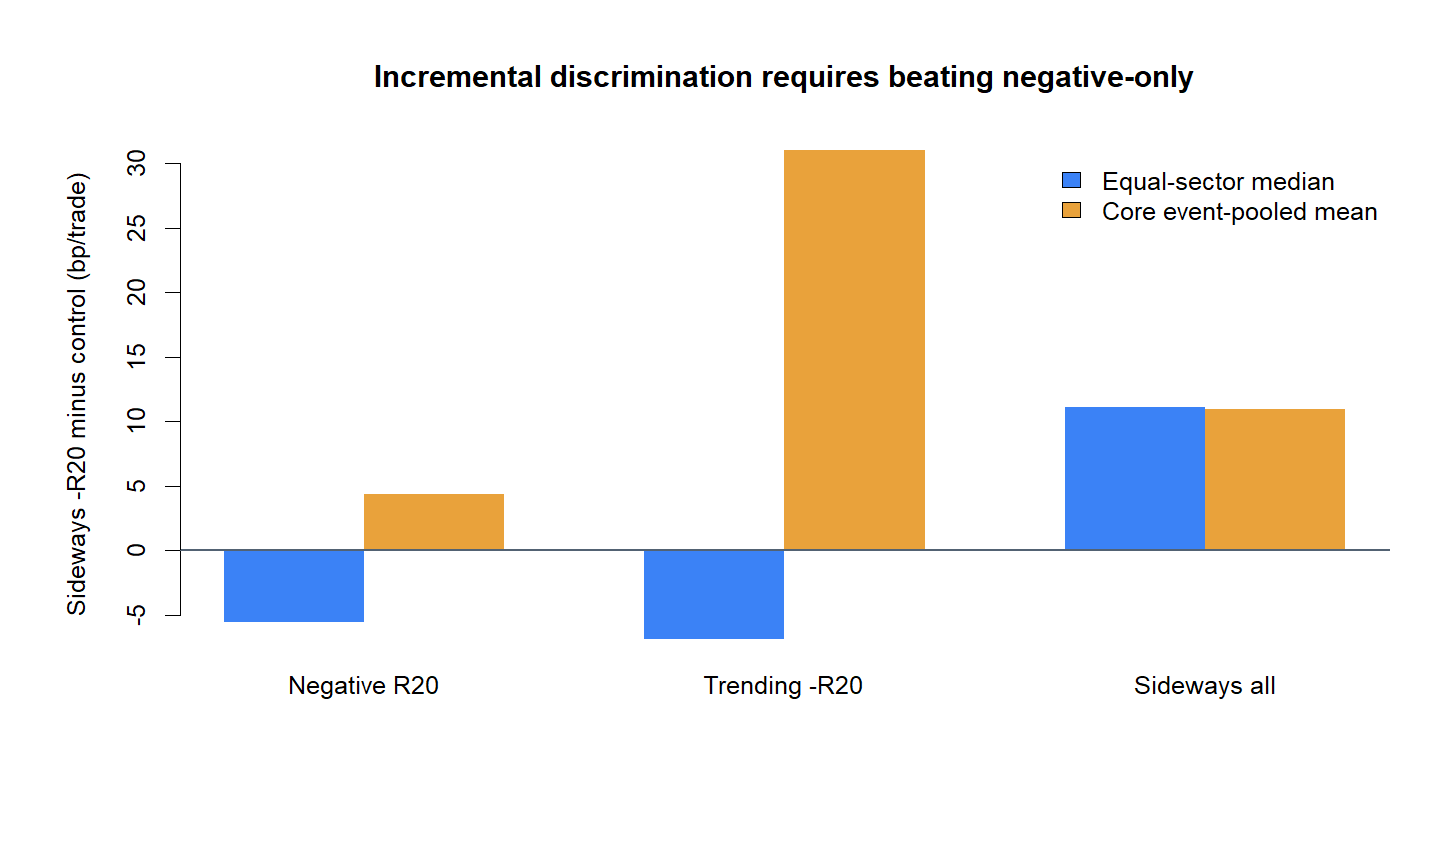 Incremental discrimination requires beating negative-only
Sideways -R20 minus control (bp/trade)
30
25
20
15
10
5
0
-5
Equal-sector median
Core event-pooled mean
Negative R20
Trending -R20
Sideways all